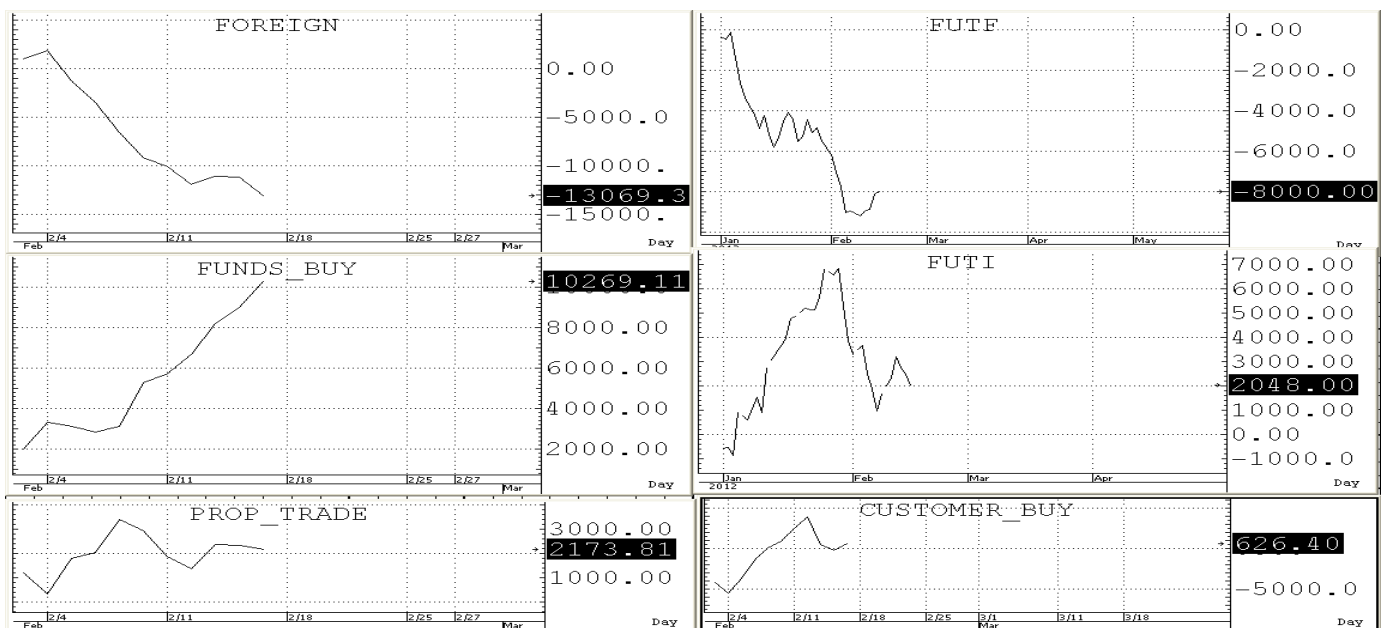 FOREIGN
0.00
-5000.0
-10000.
-13069.3
-15000.
2/4 2/11 2/18 2/25 2/27
Feb Mar Day
FUTF
0.00
-2000.0
-4000.0
-6000.0
-8000.00
Jan Feb Mar Apr May
Day
FUNDS_BUY
10269.11
8000.00
6000.00
4000.00
2000.00
2/4 2/11 2/18 2/25 2/27
Feb Mar Day
FUTI
7000.00
6000.00
5000.00
4000.00
3000.00
2048.00
1000.00
0.00
-1000.0
Jan Feb Mar Apr
2012 Day
PROP_TRADE
3000.00
2173.81
1000.00
2/4 2/11 2/18 2/25 2/27
Feb Mar Day
CUSTOMER_BUY
626.40
-5000.0
2/4 2/11 2/18 2/25 3/1 3/11 3/18
Feb Mar Day